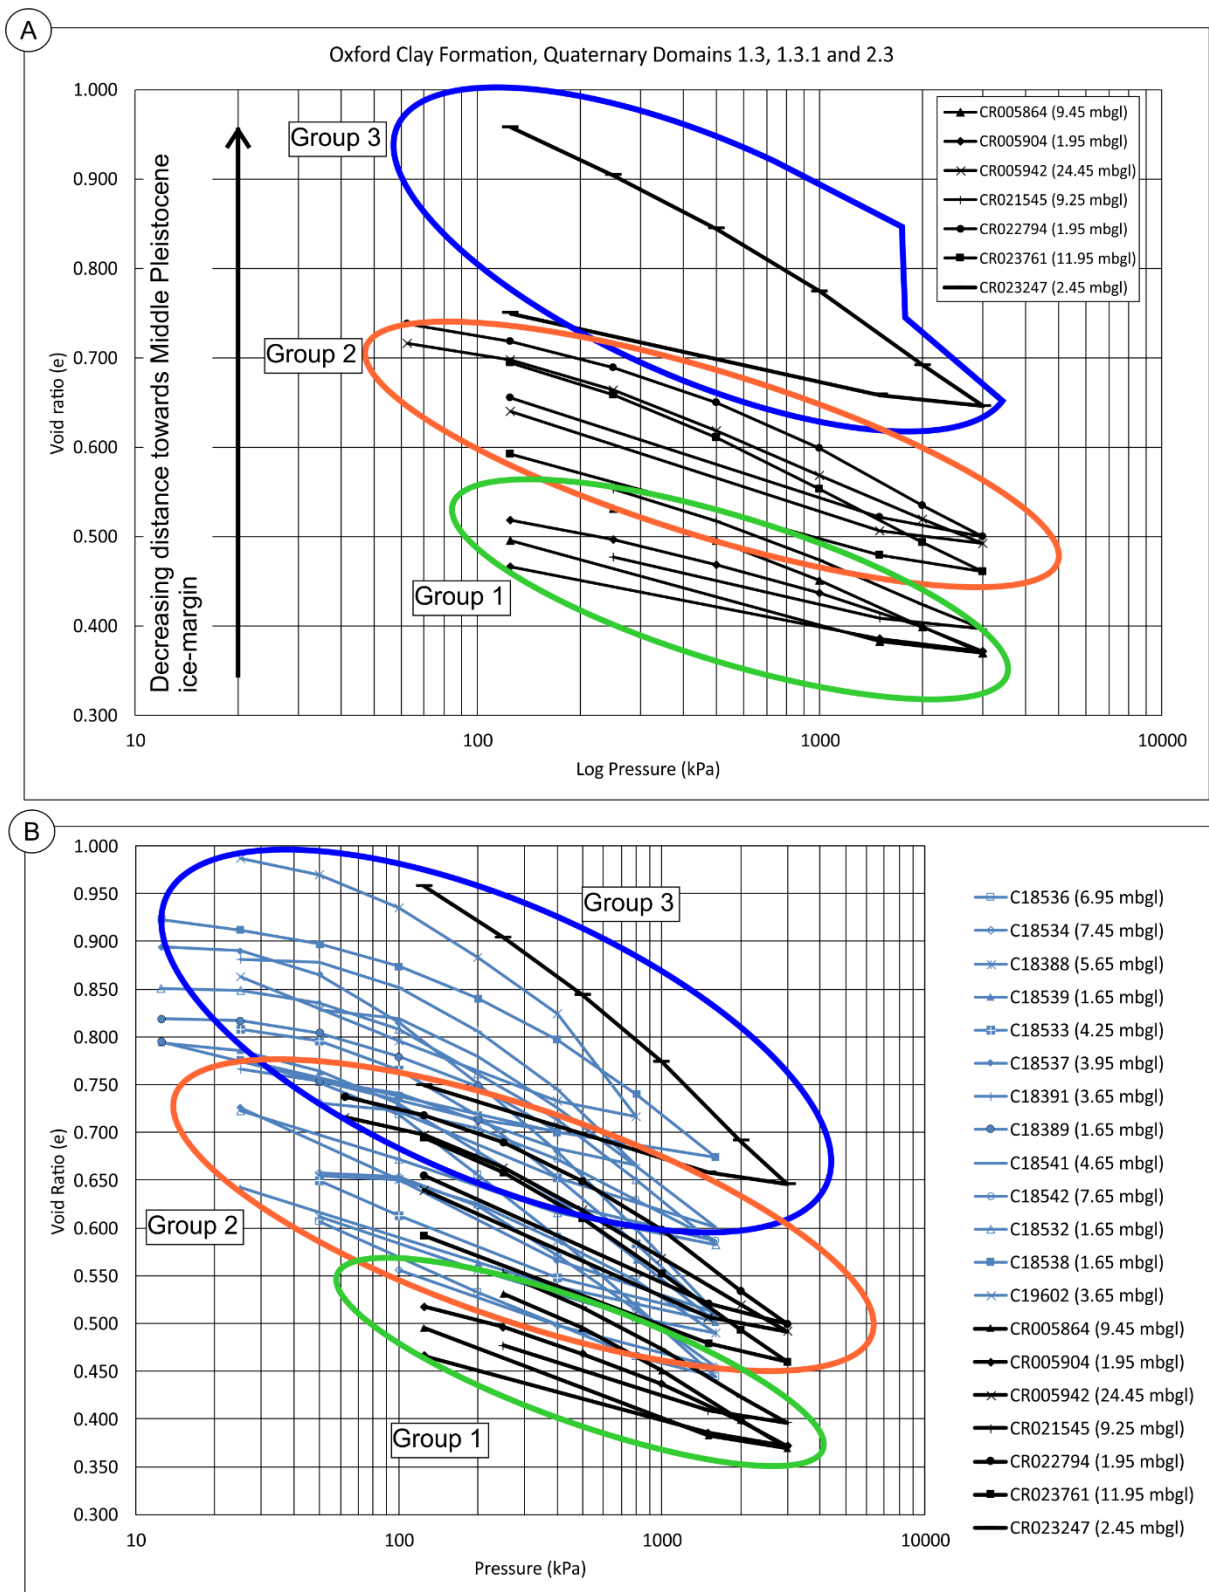 A
Oxford Clay Formation, Quaternary Domains 1.3, 1.3.1 and 2.3
Void ratio (e)
1.000
0.900
0.800
0.700
0.600
0.500
0.400
0.300
10
100
1000
10000
Log Pressure (kPa)
Decreasing distance towards Middle Pleistocene
ice-margin
Group 3
Group 2
Group 1
CR005864 (9.45 mbgl)
CR005904 (1.95 mbgl)
CR005942 (24.45 mbgl)
CR021545 (9.25 mbgl)
CR022794 (1.95 mbgl)
CR023761 (11.95 mbgl)
CR023247 (2.45 mbgl)
B
Void Ratio (e)
1.000
0.950
0.900
0.850
0.800
0.750
0.700
0.650
0.600
0.550
0.500
0.450
0.400
0.350
0.300
10
100
1000
10000
Pressure (kPa)
Group 3
Group 2
Group 1
C18536 (6.95 mbgl)
C18534 (7.45 mbgl)
C18388 (5.65 mbgl)
C18539 (1.65 mbgl)
C18533 (4.25 mbgl)
C18537 (3.95 mbgl)
C18391 (3.65 mbgl)
C18389 (1.65 mbgl)
C18541 (4.65 mbgl)
C18542 (7.65 mbgl)
C18532 (1.65 mbgl)
C18538 (1.65 mbgl)
C19602 (3.65 mbgl)
CR005864 (9.45 mbgl)
CR005904 (1.95 mbgl)
CR005942 (24.45 mbgl)
CR021545 (9.25 mbgl)
CR022794 (1.95 mbgl)
CR023761 (11.95 mbgl)
CR023247 (2.45 mbgl)